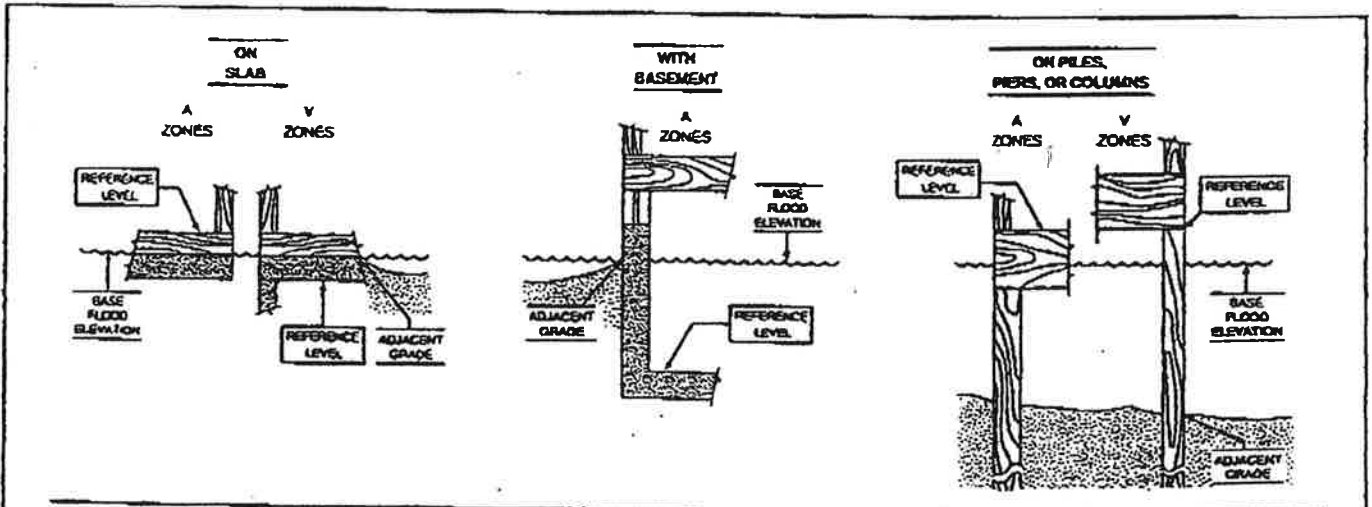 ON
SLAB
A
ZONES
V
ZONES
REFERENCE
LEVEL
BASE
FLOOD
ELEVATION
REFERENCE
LEVEL
ADJACENT
GRADE
WITH
BASEMENT
A
ZONES
BASE
FLOOD
ELEVATION
ADJACENT
GRADE
REFERENCE
LEVEL
ON PILES,
PIERS, OR COLUMNS
A
ZONES
V
ZONES
REFERENCE
LEVEL
REFERENCE
LEVEL
BASE
FLOOD
ELEVATION
ADJACENT
GRADE